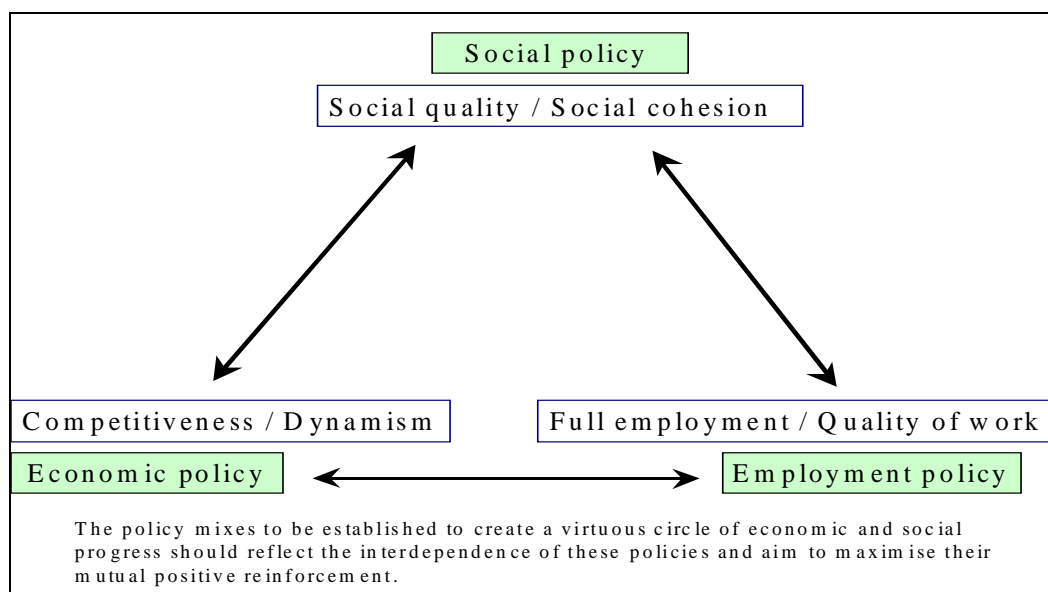 Social policy
Social quality / Social cohesion
Competitiveness / Dynamism
Full employment / Quality of work
Economic policy
Employment policy
The policy mixes to be established to create a virtuous circle of economic and social
progress should reflect the interdependence of these policies and aim to maximise their
mutual positive reinforcement.